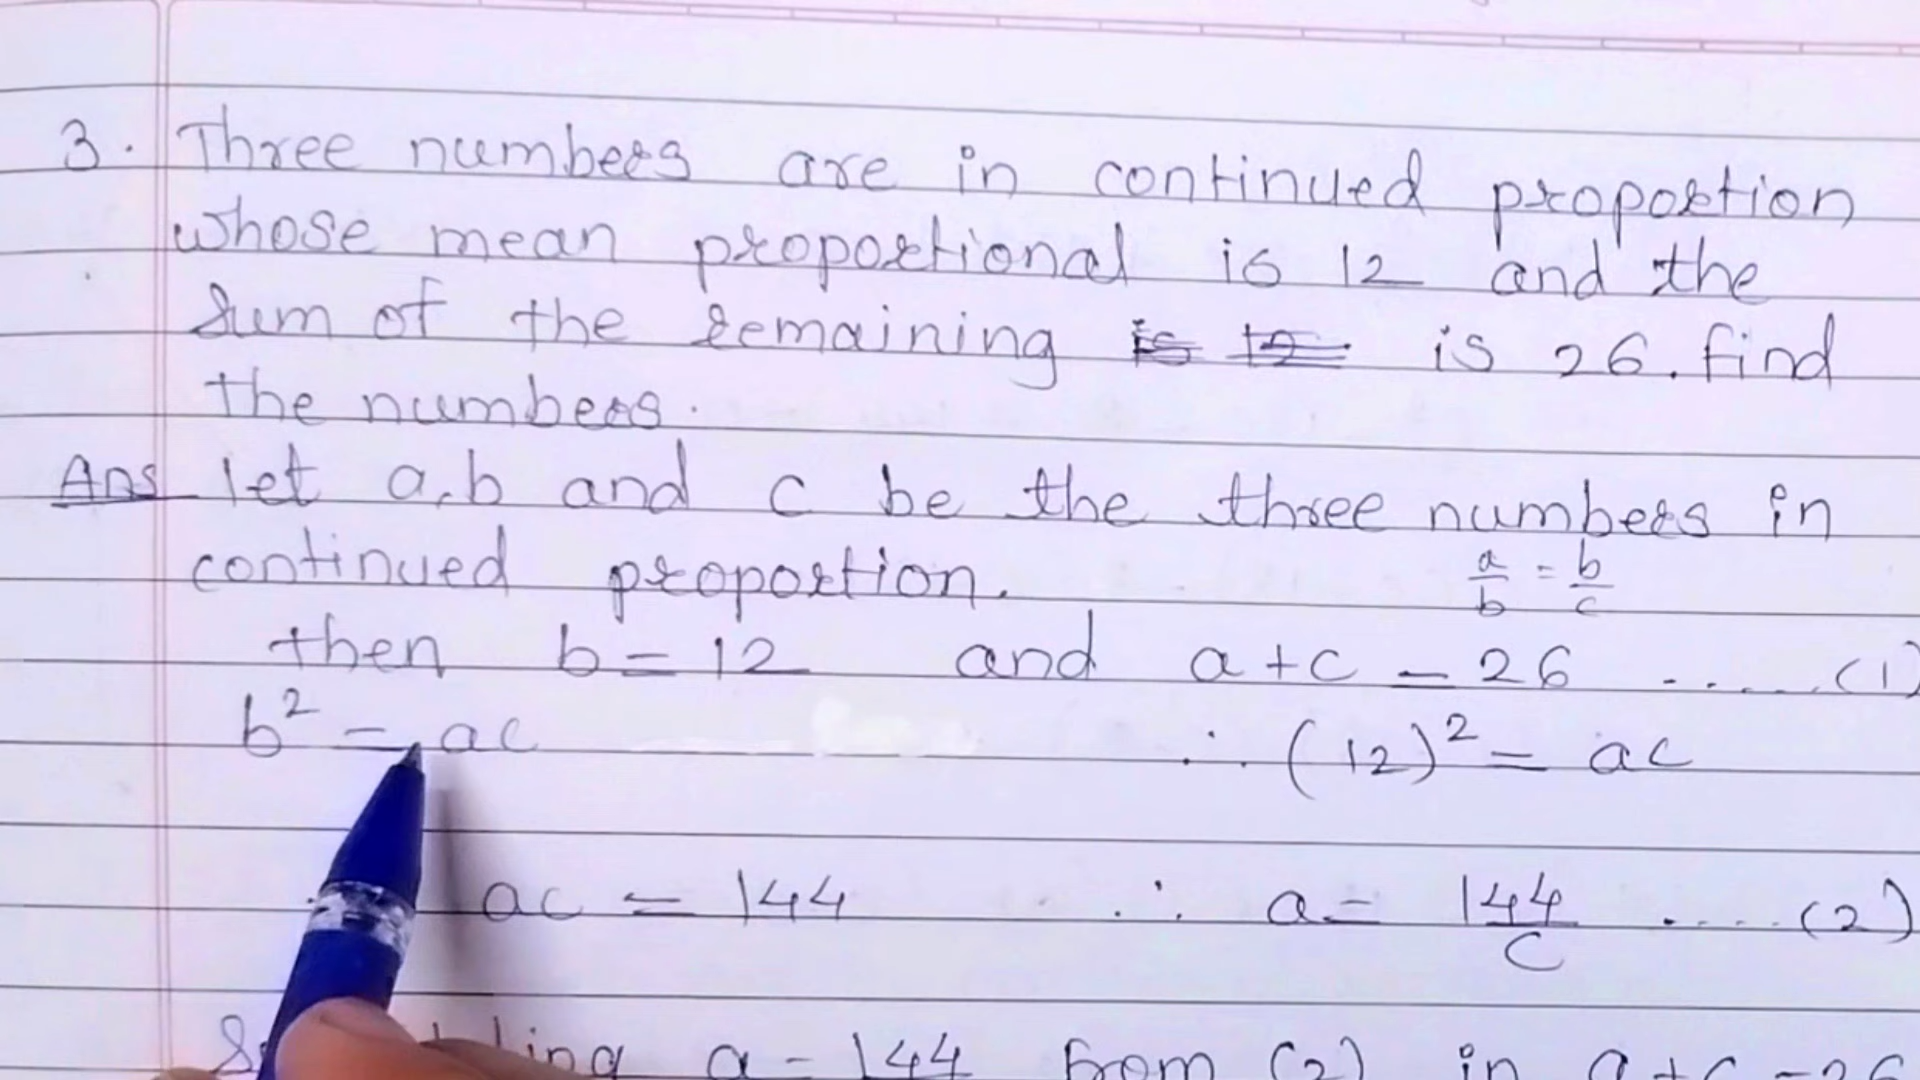 3. Three numbers are in continued proportion
whose mean proportional is 12 and the
sum of the remaining is 12 is 26. find
the numbers.
Ans let a, b and c be the three numbers in
continued proportion. a/b = b/c
then b = 12 and a + c = 26 ..... (1)
b² = ac ∴ (12)² = ac
ac = 144 ∴ a = 144/c .... (2)
a = 144 from (2) in a + c = 26